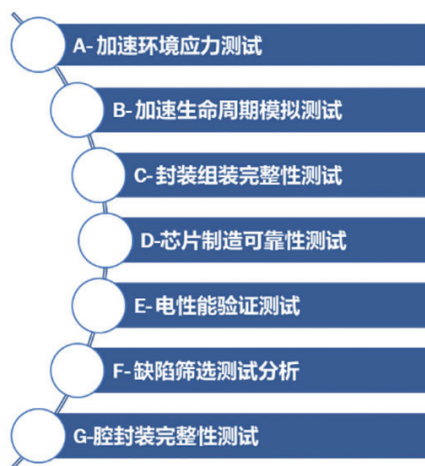 A-加速环境应力测试
B-加速生命周期模拟测试
C-封装组装完整性测试
D-芯片制造可靠性测试
E-电性能验证测试
F-缺陷筛选测试分析
G-腔封装完整性测试